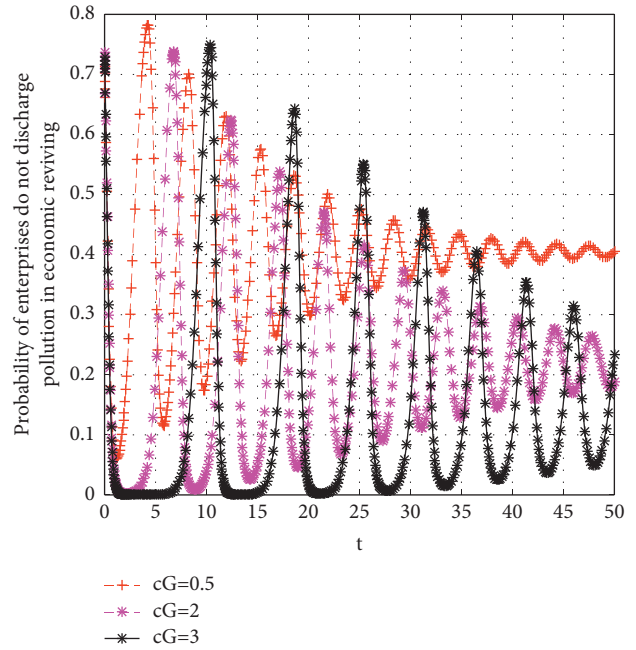 Probability of enterprises do not discharge
pollution in economic reviving
0.8
0.7
0.6
0.5
0.4
0.3
0.2
0.1
0
0 5 10 15 20 25 30 35 40 45 50
t
cG=0.5
cG=2
cG=3